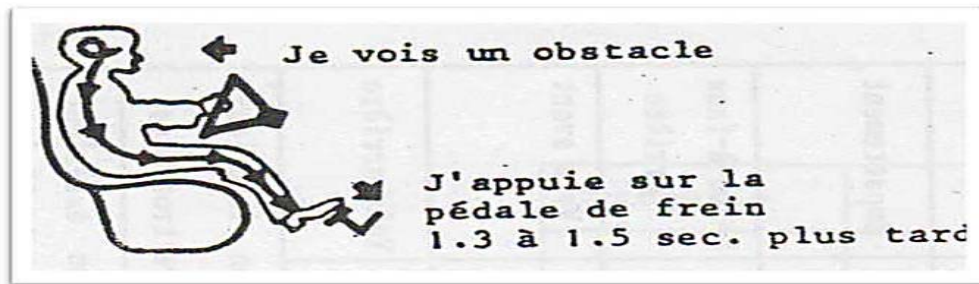 Je vois un obstacle
J'appuie sur la
pédale de frein
1.3 à 1.5 sec. plus tard